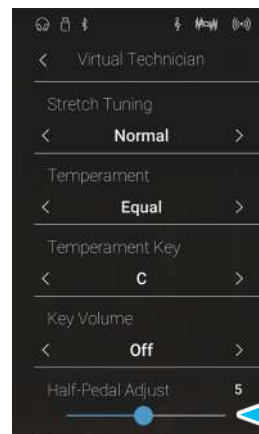 Virtual Technician
Stretch Tuning
Normal
Temperament
Equal
Temperament Key
C
Key Volume
Off
Half-Pedal Adjust 5